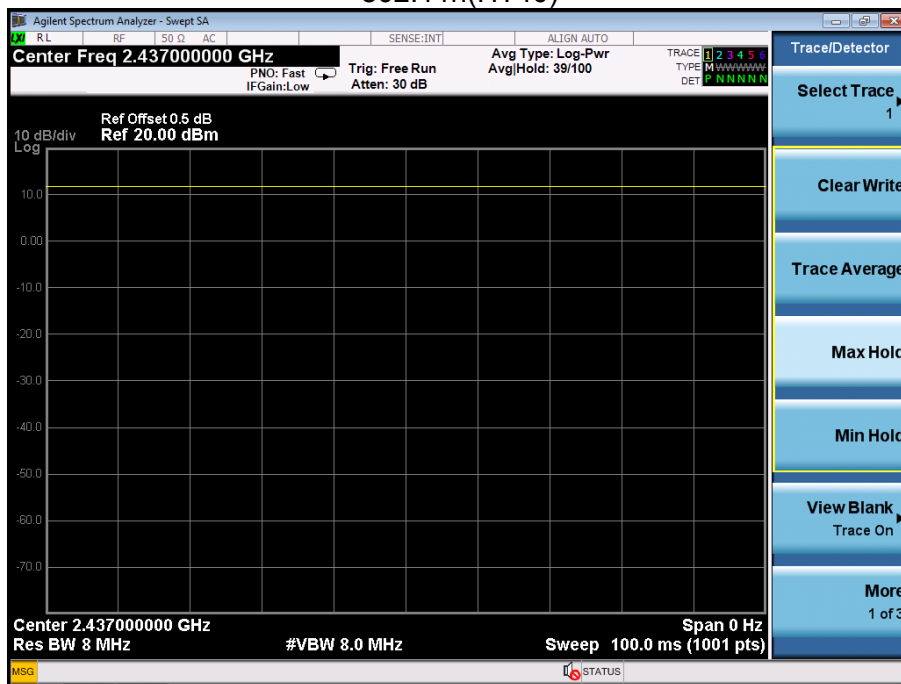 Agilent Spectrum Analyzer - Swept SA
LXI RL RF 50 Ω AC SENSE:INT ALIGN AUTO
Center Freq 2.437000000 GHz
PNO: Fast
IFGain:Low
Trig: Free Run
Atten: 30 dB
Avg Type: Log-Pwr
Avg|Hold: 39/100
TRACE 1 2 3 4 5 6
TYPE M W W W W W
DET P N N N N N
Ref Offset 0.5 dB
10 dB/div Ref 20.00 dBm
Log
10.0
0.00
-10.0
-20.0
-30.0
-40.0
-50.0
-60.0
-70.0
Center 2.437000000 GHz Span 0 Hz
Res BW 8 MHz #VBW 8.0 MHz Sweep 100.0 ms (1001 pts)
MSG STATUS
Trace/Detector
Select Trace
1
Clear Write
Trace Average
Max Hold
Min Hold
View Blank
Trace On
More
1 of 3